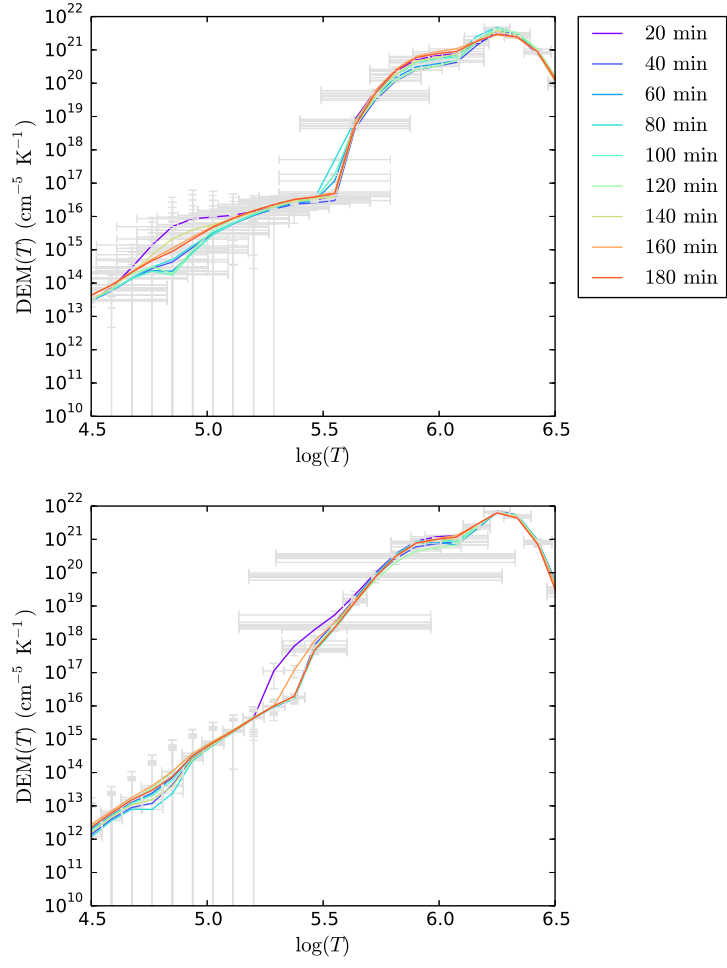 10^22
10^21
10^20
10^19
10^18
10^17
10^16
10^15
10^14
10^13
10^12
10^11
10^10
DEM(T) (cm^−5 K^−1)
4.5 5.0 5.5 6.0 6.5
log(T)
20 min
40 min
60 min
80 min
100 min
120 min
140 min
160 min
180 min
10^22
10^21
10^20
10^19
10^18
10^17
10^16
10^15
10^14
10^13
10^12
10^11
10^10
DEM(T) (cm^−5 K^−1)
4.5 5.0 5.5 6.0 6.5
log(T)